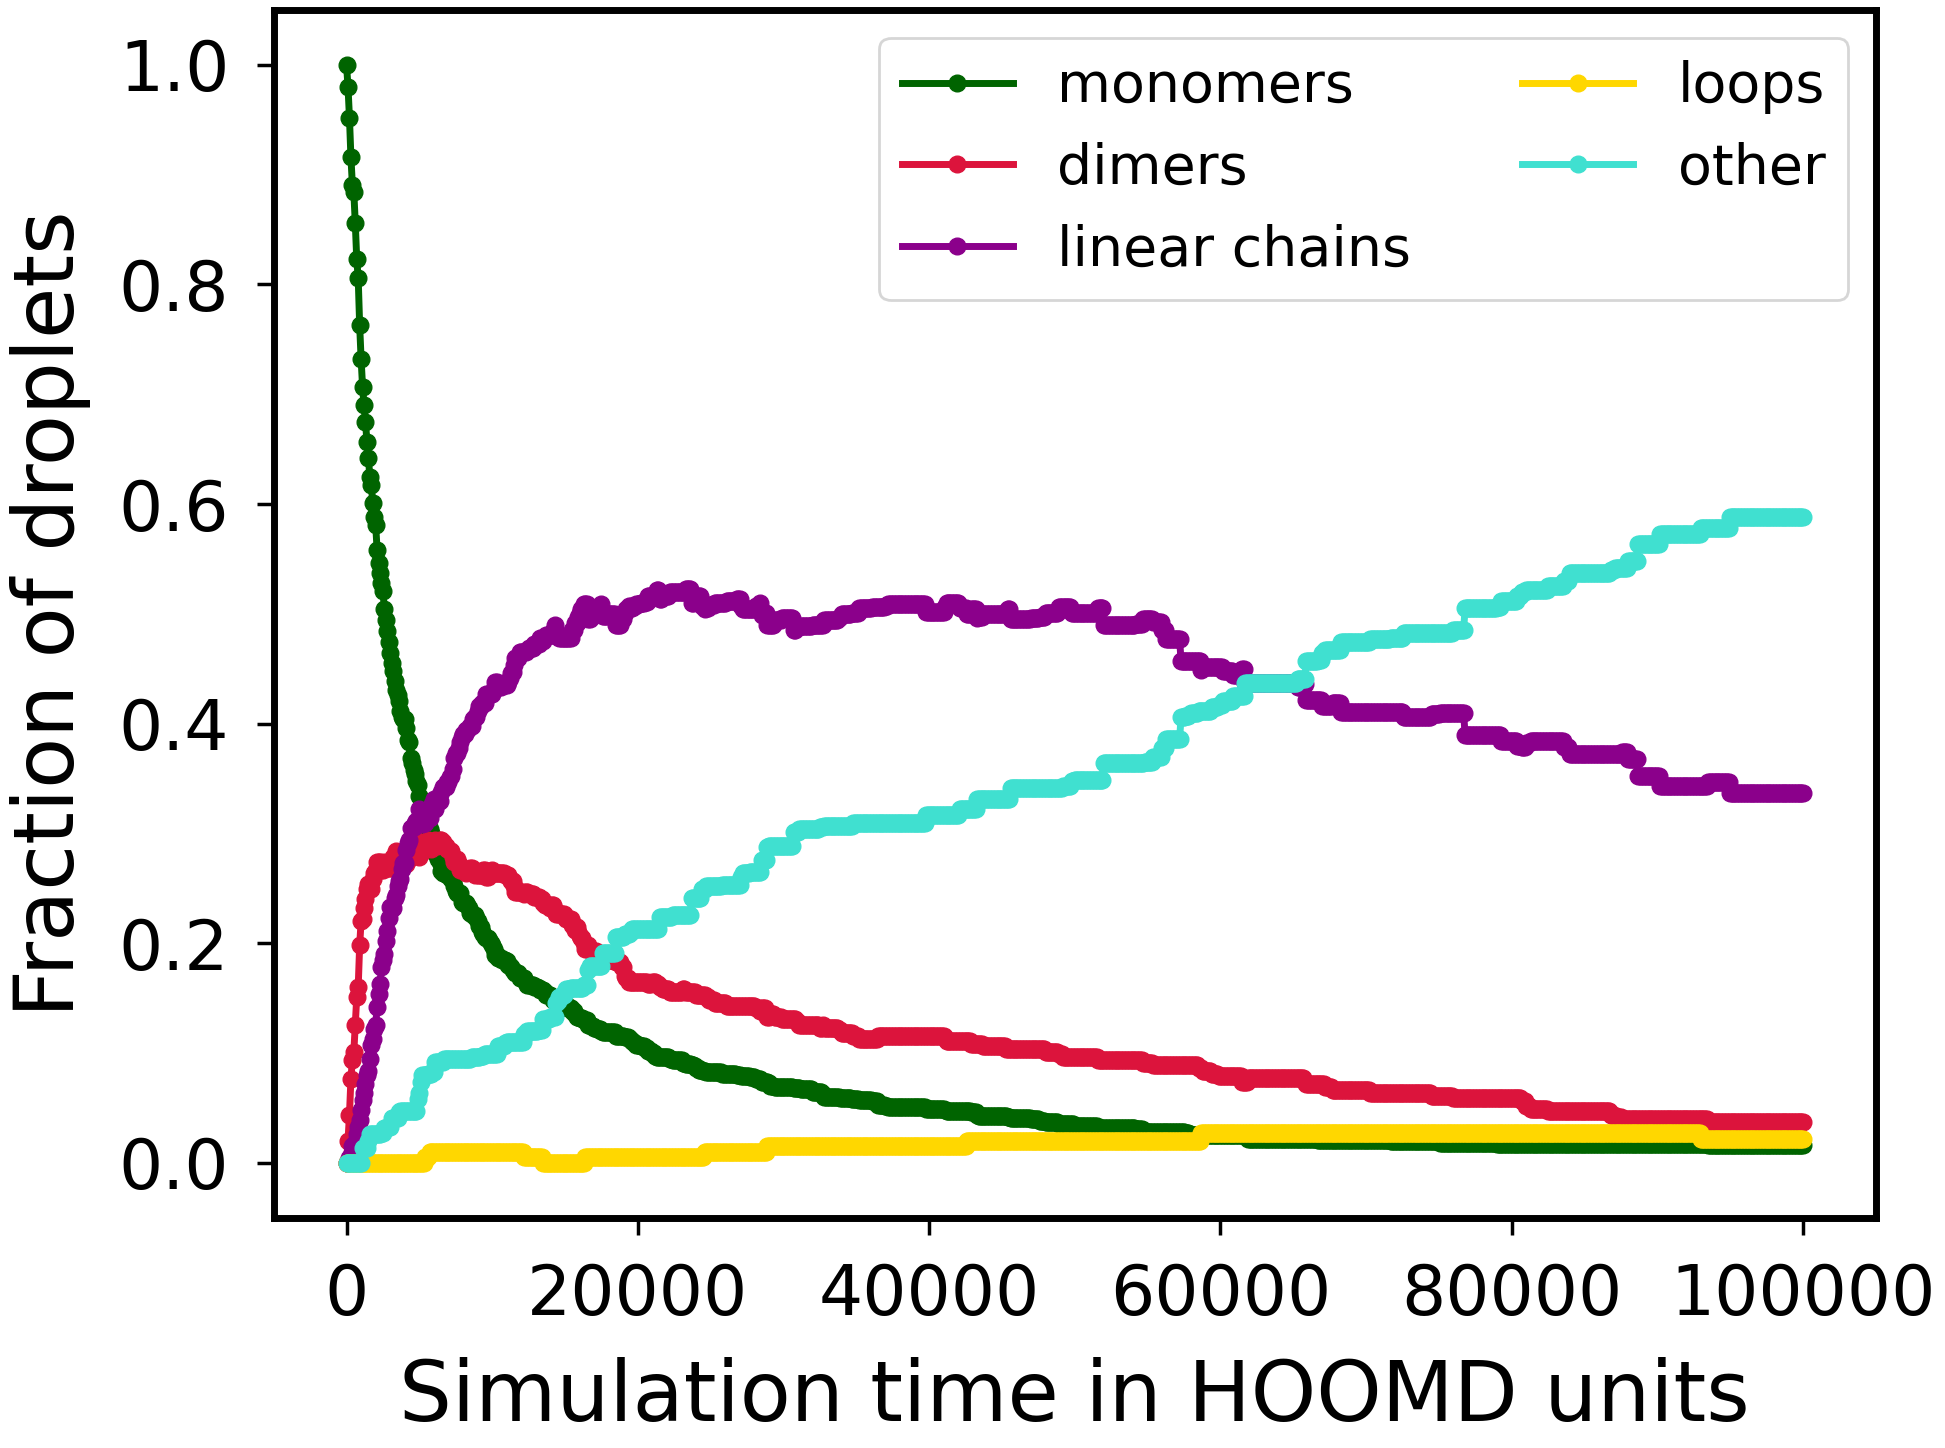 Fraction of droplets
1.0
0.8
0.6
0.4
0.2
0.0
monomers
dimers
linear chains
loops
other
0 20000 40000 60000 80000 100000
Simulation time in HOOMD units